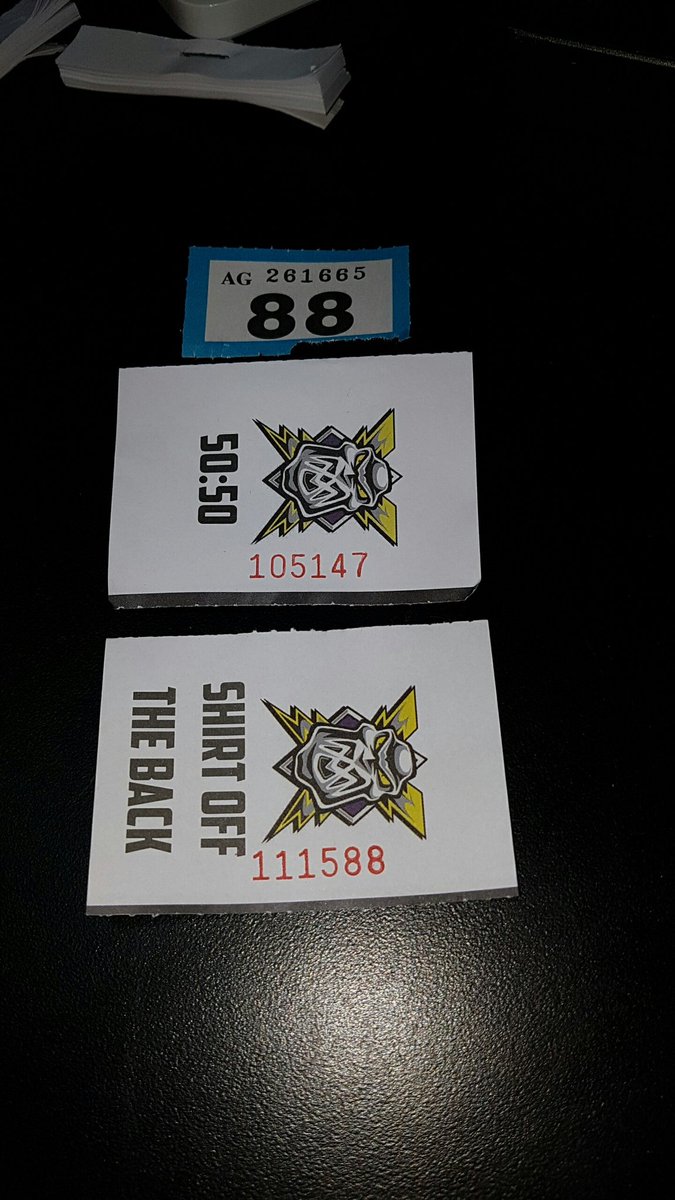 AG 261665
88
50:50
105147
SHIRT OFF
THE BACK
111588